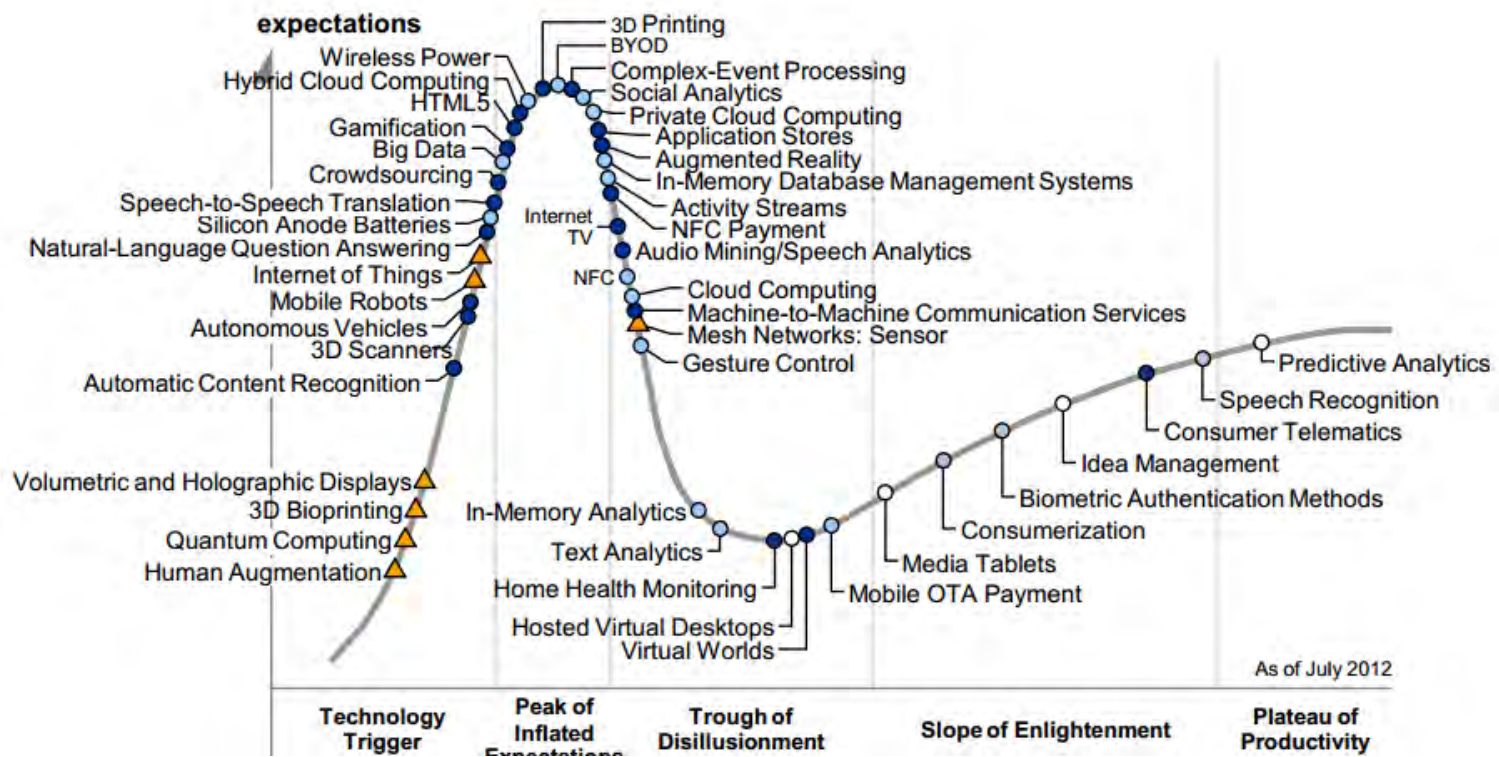 expectations
3D Printing
BYOD
Wireless Power
Complex-Event Processing
Hybrid Cloud Computing
Social Analytics
HTML5
Private Cloud Computing
Gamification
Application Stores
Big Data
Augmented Reality
Crowdsourcing
In-Memory Database Management Systems
Speech-to-Speech Translation
Activity Streams
Silicon Anode Batteries
Internet
TV
NFC Payment
Natural-Language Question Answering
Audio Mining/Speech Analytics
Internet of Things
NFC
Cloud Computing
Mobile Robots
Machine-to-Machine Communication Services
Autonomous Vehicles
Mesh Networks: Sensor
3D Scanners
Gesture Control
Automatic Content Recognition
Predictive Analytics
Speech Recognition
Consumer Telematics
Idea Management
Volumetric and Holographic Displays
Biometric Authentication Methods
3D Bioprinting
In-Memory Analytics
Consumerization
Quantum Computing
Text Analytics
Media Tablets
Human Augmentation
Home Health Monitoring
Mobile OTA Payment
Hosted Virtual Desktops
Virtual Worlds
As of July 2012
Technology
Trigger
Peak of
Inflated
Expectations
Trough of
Disillusionment
Slope of Enlightenment
Plateau of
Productivity